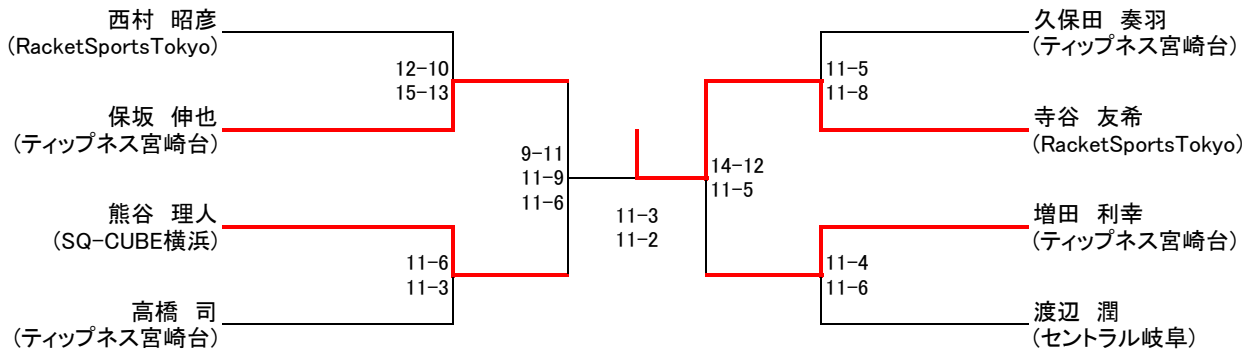 西村 昭彦
(RacketSportsTokyo)
12-10
15-13
保坂 伸也
(ティップネス宮崎台)
9-11
11-9
11-6
熊谷 理人
(SQ-CUBE横浜)
11-6
11-3
高橋 司
(ティップネス宮崎台)
11-3
11-2
久保田 奏羽
(ティップネス宮崎台)
11-5
11-8
寺谷 友希
(RacketSportsTokyo)
14-12
11-5
増田 利幸
(ティップネス宮崎台)
11-4
11-6
渡辺 潤
(セントラル岐阜)